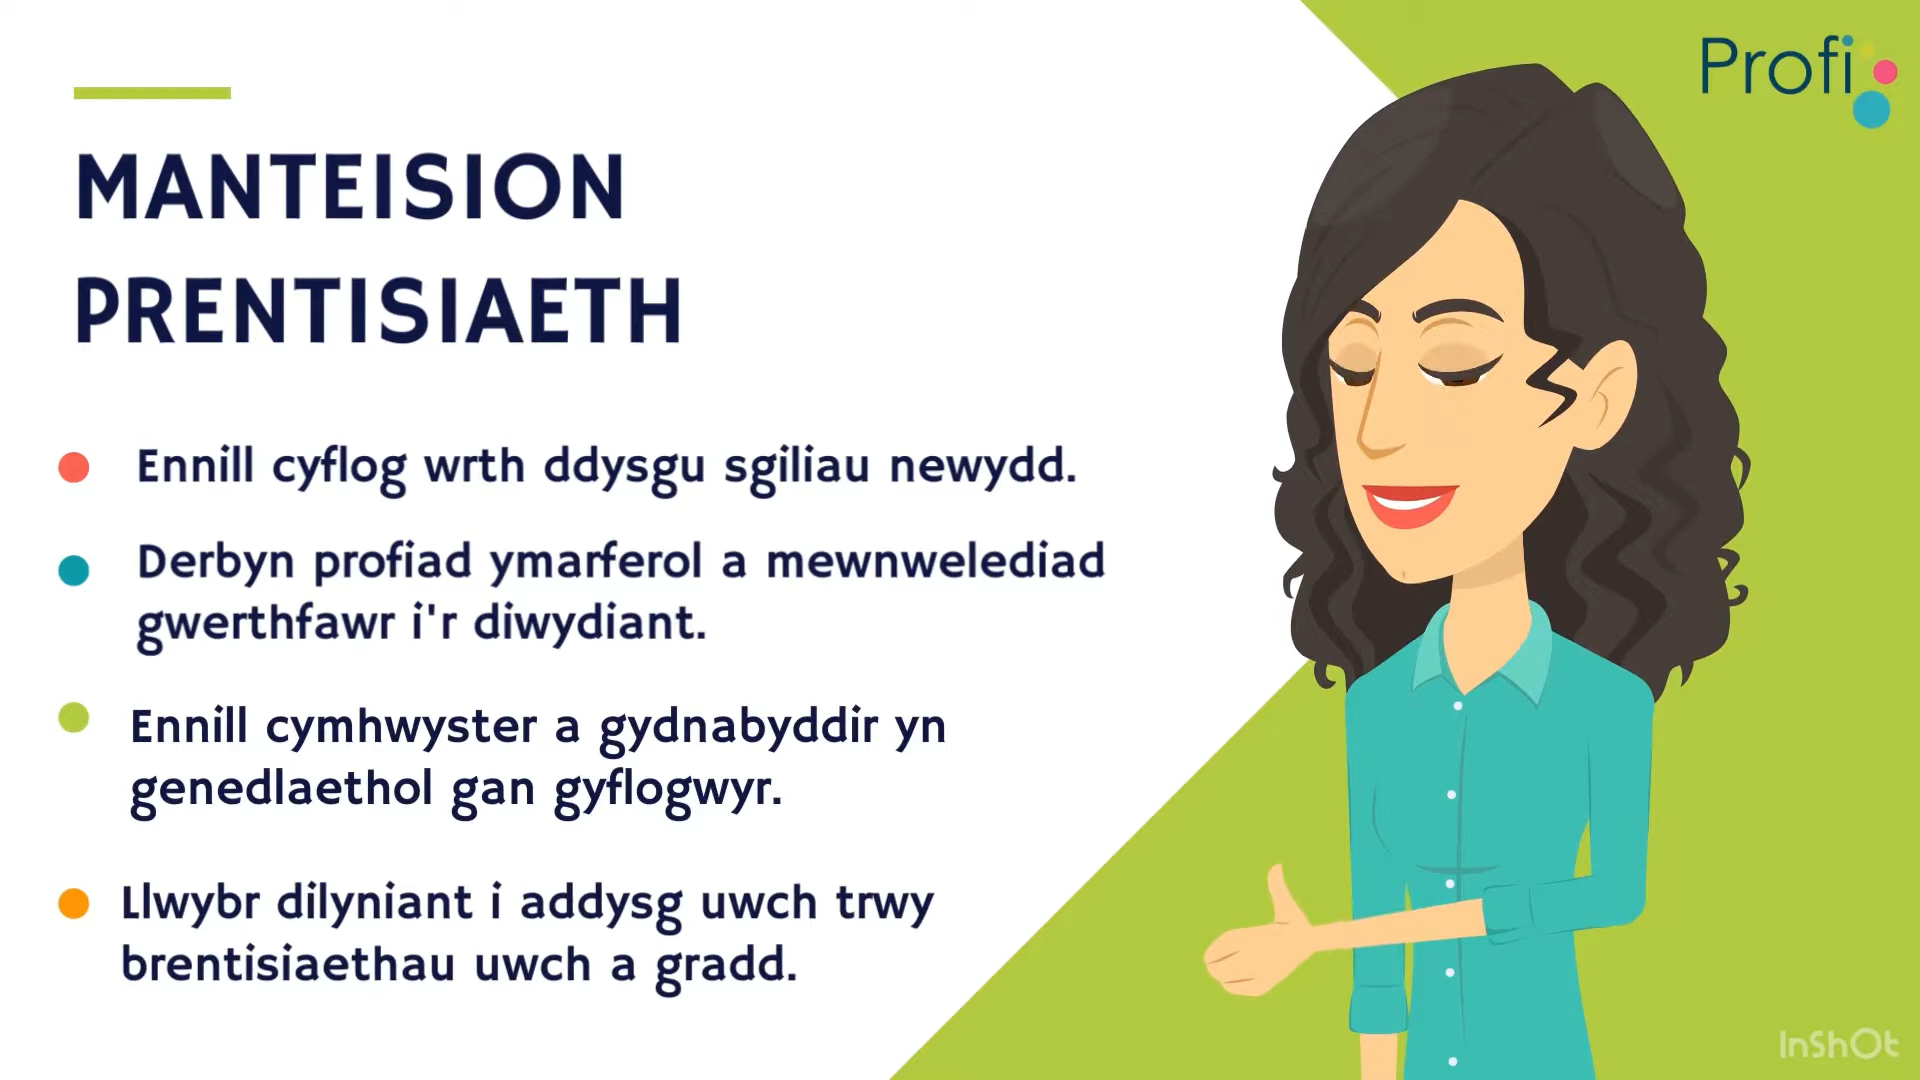 Profi
MANTEISION
PRENTISIAETH
Ennill cyflog wrth ddysgu sgiliau newydd.
Derbyn profiad ymarferol a mewnwelediad
gwerthfawr i'r diwydiant.
Ennill cymhwyster a gydnabyddir yn
genedlaethol gan gyflogwyr.
Llwybr dilyniant i addysg uwch trwy
brentisiaethau uwch a gradd.
InShOt